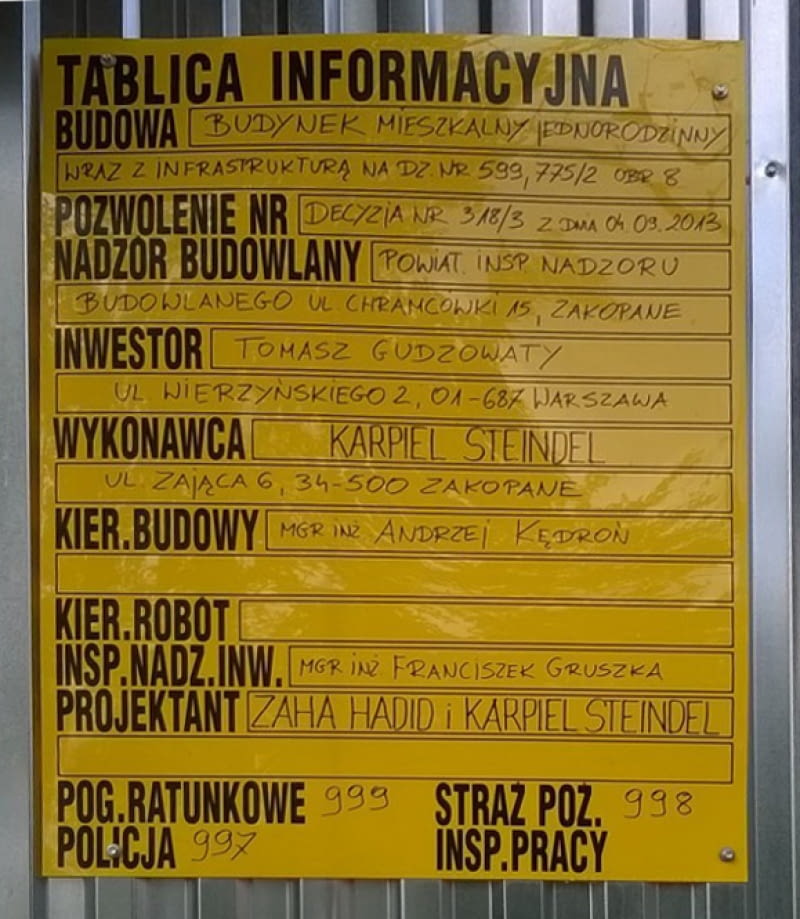 TABLICA INFORMACYJNA
BUDOWA BUDYNEK MIESZKALNY JEDNORODZINNY
WRAZ Z INFRASTRUKTURĄ NA DZ. NR 599, 775/2 OBR 8
POZWOLENIE NR DECYZJA NR 318/3 Z DNIA 04.09.2013
NADZÓR BUDOWLANY POWIAT. INSP. NADZORU
BUDOWLANEGO UL CHRAMCÓWKI 15, ZAKOPANE
INWESTOR TOMASZ GUDZOWATY
UL WIERZYŃSKIEGO 2, 01-687 WARSZAWA
WYKONAWCA KARPIEL STEINDEL
UL ZAJĄCA 6, 34-500 ZAKOPANE
KIER.BUDOWY MGR INŻ ANDRZEJ KĘDROŃ
KIER.ROBÓT
INSP.NADZ.INW. MGR INŻ FRANCISZEK GRUSZKA
PROJEKTANT ZAHA HADID i KARPIEL STEINDEL
POG.RATUNKOWE 999 STRAŻ POŻ. 998
POLICJA 997 INSP.PRACY